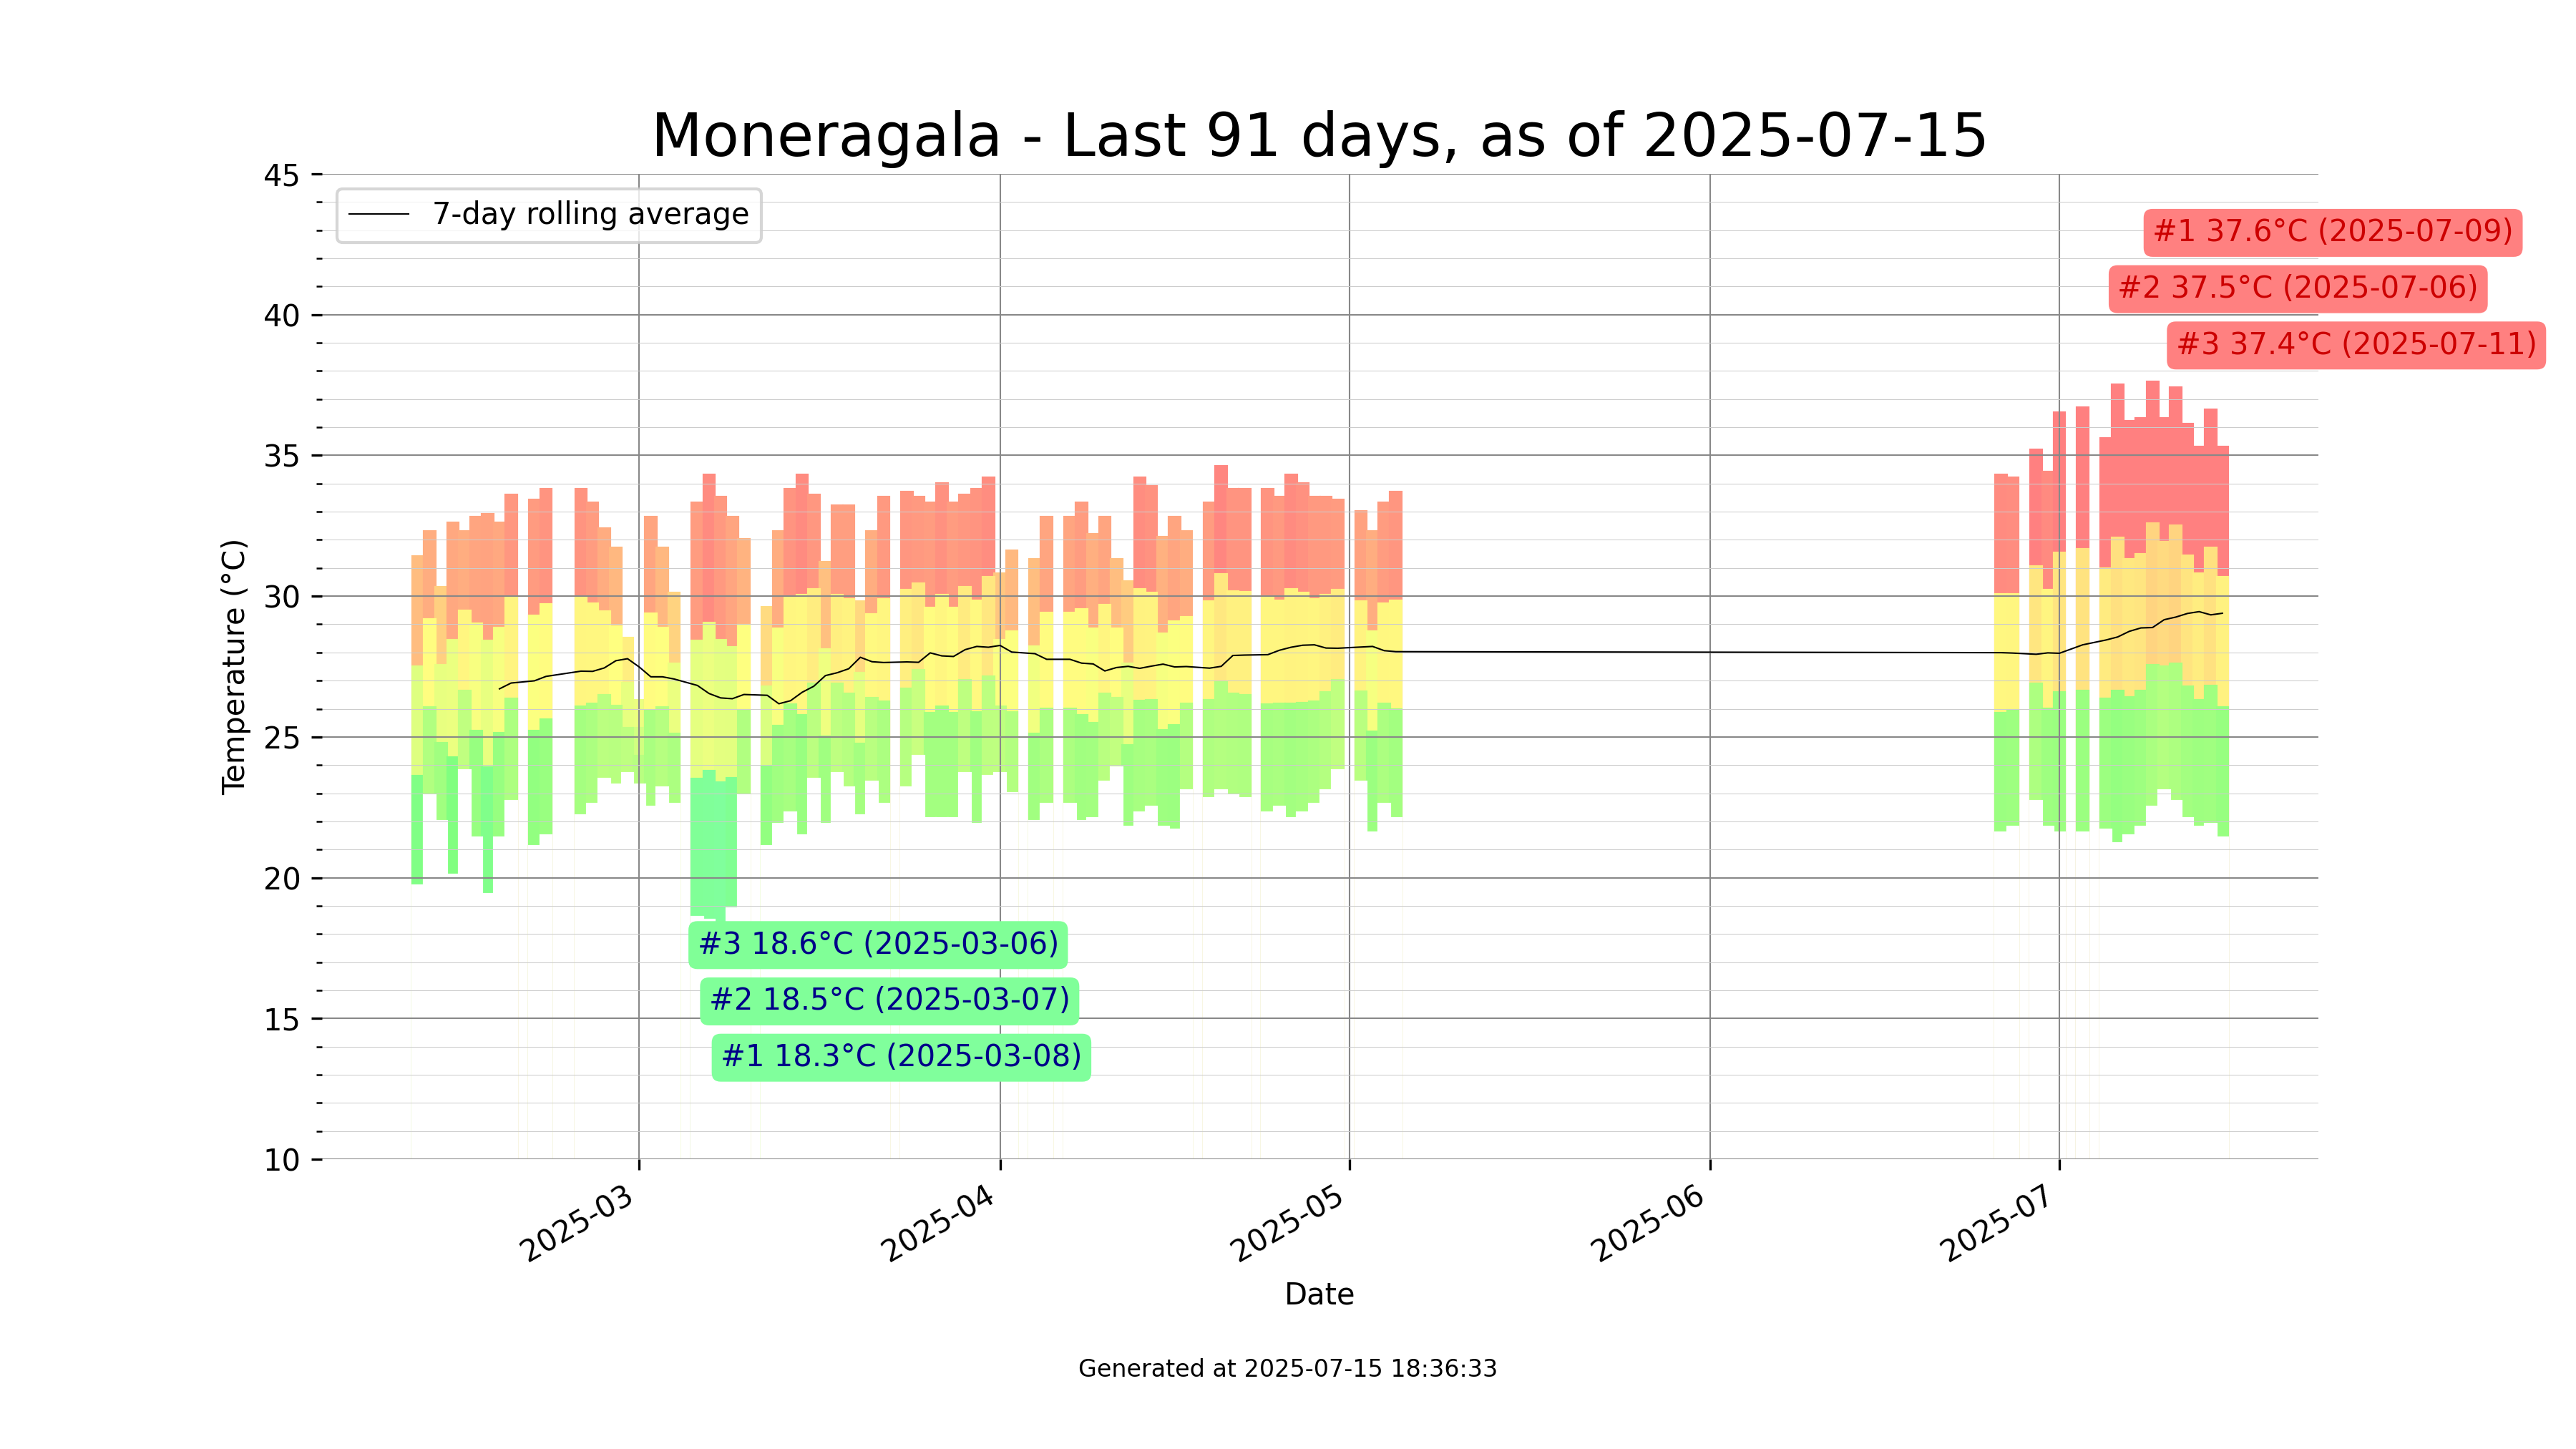 Moneragala - Last 91 days, as of 2025-07-15
45
40
35
30
25
20
15
10
Temperature (°C)
7-day rolling average
#1 37.6°C (2025-07-09)
#2 37.5°C (2025-07-06)
#3 37.4°C (2025-07-11)
#3 18.6°C (2025-03-06)
#2 18.5°C (2025-03-07)
#1 18.3°C (2025-03-08)
2025-03
2025-04
2025-05
2025-06
2025-07
Date
Generated at 2025-07-15 18:36:33